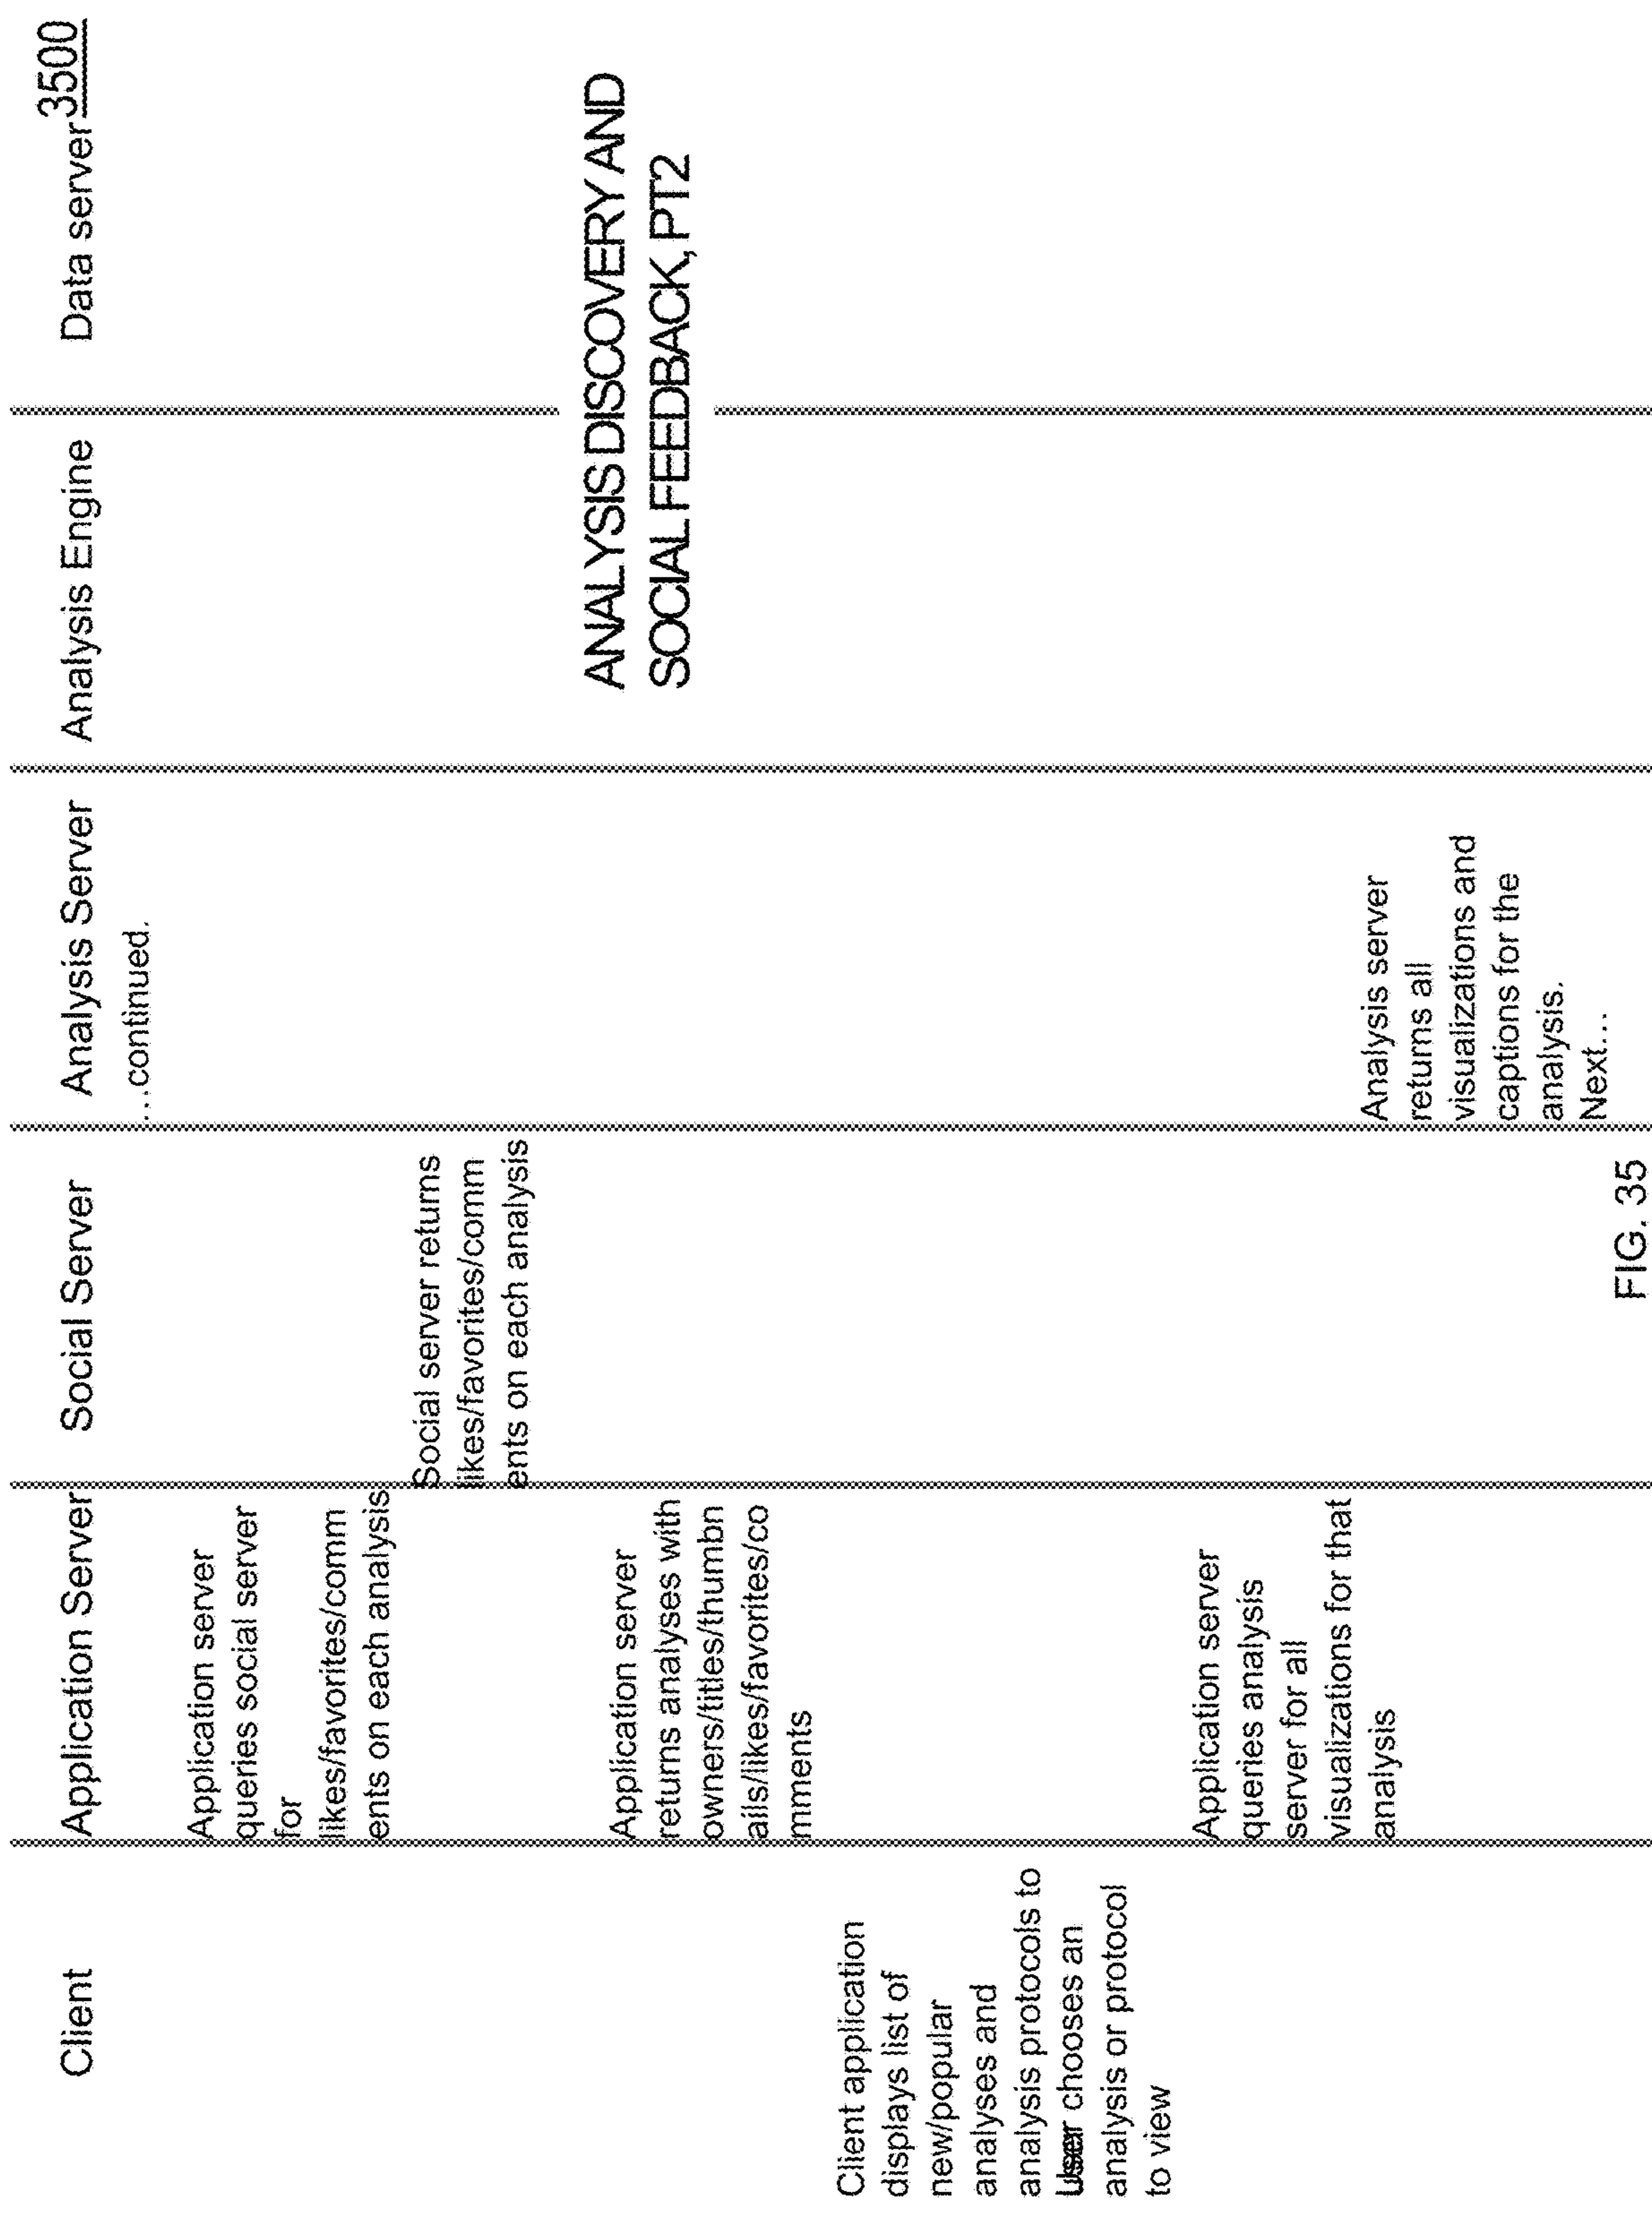 3500
Client
Application Server
Social Server
Analysis Server
Analysis Engine
Data server
…continued.
Application server
queries social server
for
likes/favorites/comm
ents on each analysis
Social server returns
likes/favorites/comm
ents on each analysis
ANALYSIS DISCOVERY AND
SOCIAL FEEDBACK, PT2
Application server
returns analyses with
owners/titles/thumbn
ails/likes/favorites/co
mments
Client application
displays list of
new/popular
analyses and
analysis protocols to
User chooses an
analysis or protocol
to view
Application server
queries analysis
server for all
visualizations for that
analysis
Analysis server
returns all
visualizations and
captions for the
analysis.
Next…
FIG. 35